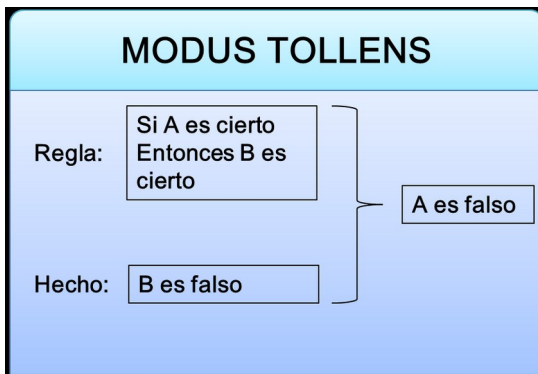 MODUS TOLLENS
Si A es cierto
Regla:
Entonces B es
cierto
A es falso
Hecho:
B es falso